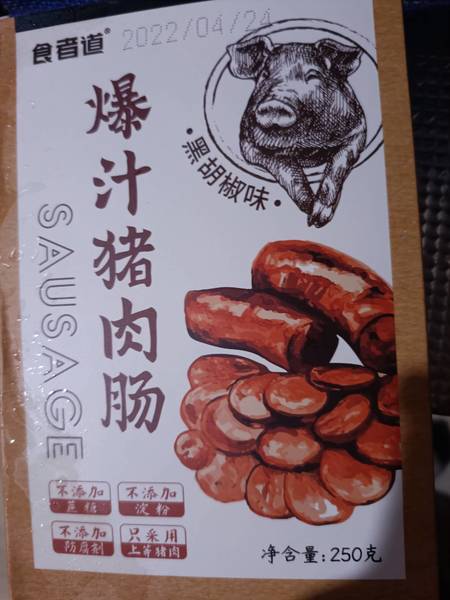 食音道®
2022/04/24
爆汁猪肉肠
SAUSAGE
·黑胡椒味·
不添加
蔗糖
不添加
淀粉
不添加
防腐剂
只采用
上等猪肉
净含量:250克